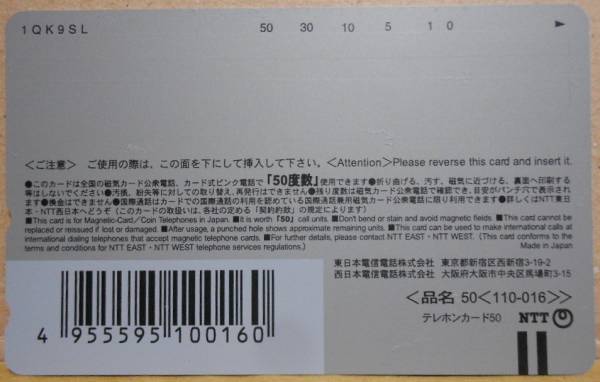 1QK9SL 50 30 10 5 1 0
＜ご注意＞ ご使用の際は、この面を下にして挿入して下さい。＜Attention＞Please reverse this card and insert it.
●このカードは全国の磁気カード公衆電話、カード式ピンク電話で「50度数」使用できます●折り曲げる、汚す、磁気に近づける、裏面へ印刷する
等はしないでください●汚損、紛失等に対しての取り替え、再発行はできません●残り度数は磁気カード公衆電話で確認でき、目安がパンチ穴で表示されます
●換金はできません●国際通話はカードでの国際通話の利用を認めている国際通話兼用磁気カード公衆電話に限り利用できます●詳しくはNTT東日
本・NTT西日本へどうぞ（このカードの取扱いは、各社の定める「契約約款」の規定によります）
■This card is for Magnetic-Card/Coin Telephones in Japan. ■It is worth「50」call units. ■Don't bend or stain and avoid magnetic fields. ■This card cannot be
replaced or reissued if lost or damaged. ■After usage, a punched hole shows approximate remaining units. ■This card can be used to make international calls at
international dialing telephones that accept magnetic telephone cards. ■For further details, please contact NTT EAST・NTT WEST. (This card conforms to the
terms and conditions for NTT EAST・NTT WEST telephone services regulations.) Made in Japan
東日本電信電話株式会社 東京都新宿区西新宿3-19-2
西日本電信電話株式会社 大阪府大阪市中央区馬場町3-15
＜品名 50＜110-016＞＞
テレホンカード50 NTT
4 955595 100160